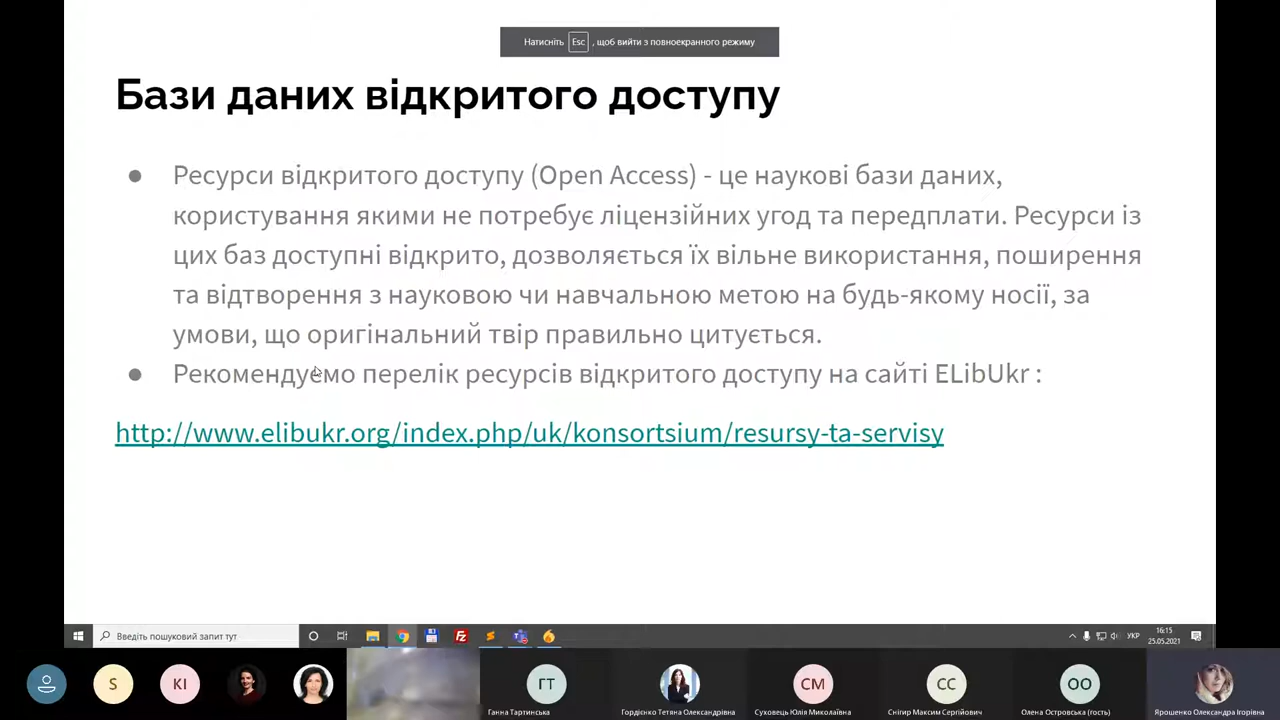 Натисніть Esc , щоб вийти з повноекранного режиму
Бази даних відкритого доступу
● Ресурси відкритого доступу (Open Access) - це наукові бази даних,
користування якими не потребує ліцензійних угод та передплати. Ресурси із
цих баз доступні відкрито, дозволяється їх вільне використання, поширення
та відтворення з науковою чи навчальною метою на будь-якому носії, за
умови, що оригінальний твір правильно цитується.
● Рекомендуємо перелік ресурсів відкритого доступу на сайті ELibUkr :
http://www.elibukr.org/index.php/uk/konsortsium/resursy-ta-servisy
Введіть пошуковий запит тут
УКР
16:15
25.05.2021
S
КІ
ГТ
СМ
СС
ОО
Ганна Тартинська
Гордієнко Тетяна Олександрівна
Суховець Юлія Миколаївна
Снігир Максим Сергійович
Олена Островська (гость)
Ярошенко Олександра Ігорівна